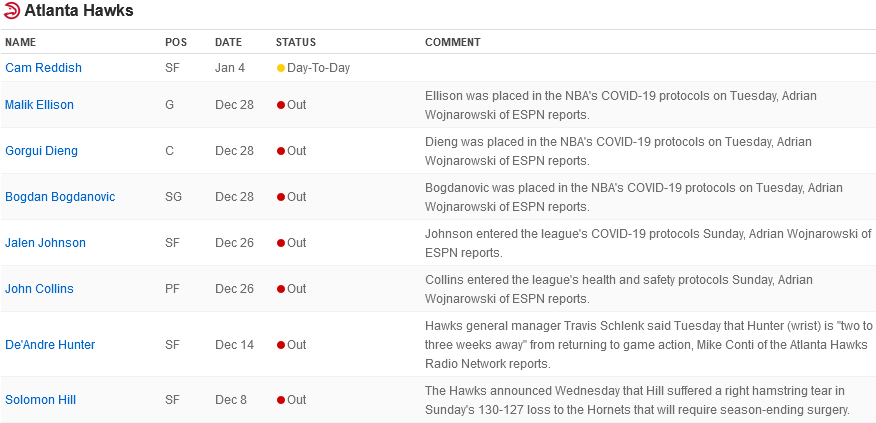 Atlanta Hawks
NAME POS DATE STATUS COMMENT
Cam Reddish SF Jan 4 Day-To-Day
Malik Ellison G Dec 28 Out Ellison was placed in the NBA's COVID-19 protocols on Tuesday, Adrian
Wojnarowski of ESPN reports.
Gorgui Dieng C Dec 28 Out Dieng was placed in the NBA's COVID-19 protocols on Tuesday, Adrian
Wojnarowski of ESPN reports.
Bogdan Bogdanovic SG Dec 28 Out Bogdanovic was placed in the NBA's COVID-19 protocols on Tuesday, Adrian
Wojnarowski of ESPN reports.
Jalen Johnson SF Dec 26 Out Johnson entered the league's COVID-19 protocols Sunday, Adrian Wojnarowski of
ESPN reports.
John Collins PF Dec 26 Out Collins entered the league's health and safety protocols Sunday, Adrian
Wojnarowski of ESPN reports.
Hawks general manager Travis Schlenk said Tuesday that Hunter (wrist) is "two to
De'Andre Hunter SF Dec 14 Out three weeks away" from returning to game action, Mike Conti of the Atlanta Hawks
Radio Network reports.
Solomon Hill SF Dec 8 Out The Hawks announced Wednesday that Hill suffered a right hamstring tear in
Sunday's 130-127 loss to the Hornets that will require season-ending surgery.